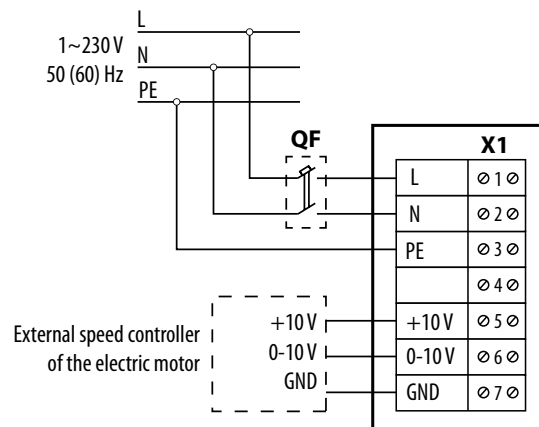 L
1~230 V
N
50 (60) Hz
PE
QF
X1
L 1
N 2
PE 3
4
+10 V +10 V 5
External speed controller
0-10 V 0-10 V 6
of the electric motor
GND GND 7